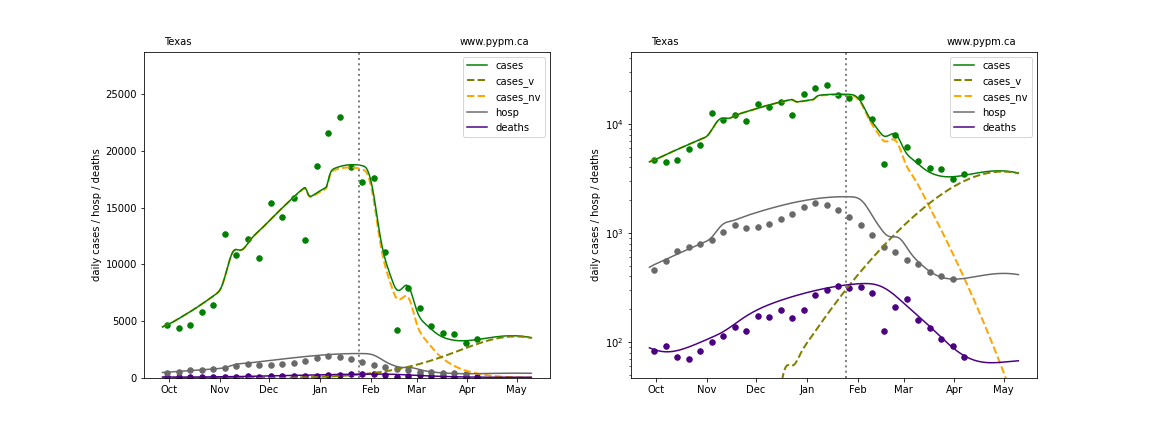 Texas www.pypm.ca
cases
cases_v
cases_nv
hosp
deaths
25000
20000
15000
10000
5000
0
daily cases / hosp / deaths
Oct Nov Dec Jan Feb Mar Apr May
Texas www.pypm.ca
cases
cases_v
cases_nv
hosp
deaths
10⁴
10³
10²
daily cases / hosp / deaths
Oct Nov Dec Jan Feb Mar Apr May